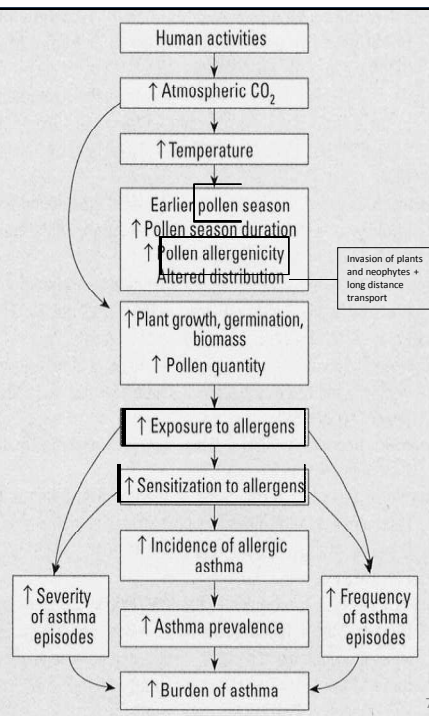 Human activities
↑ Atmospheric CO₂
↑ Temperature
Earlier pollen season
↑ Pollen season duration
↑ Pollen allergenicity
Altered distribution
Invasion of plants
and neophytes +
long distance
transport
↑ Plant growth, germination,
biomass
↑ Pollen quantity
↑ Exposure to allergens
↑ Sensitization to allergens
↑ Incidence of allergic
asthma
↑ Severity
of asthma
episodes
↑ Asthma prevalence
↑ Frequency
of asthma
episodes
↑ Burden of asthma
7